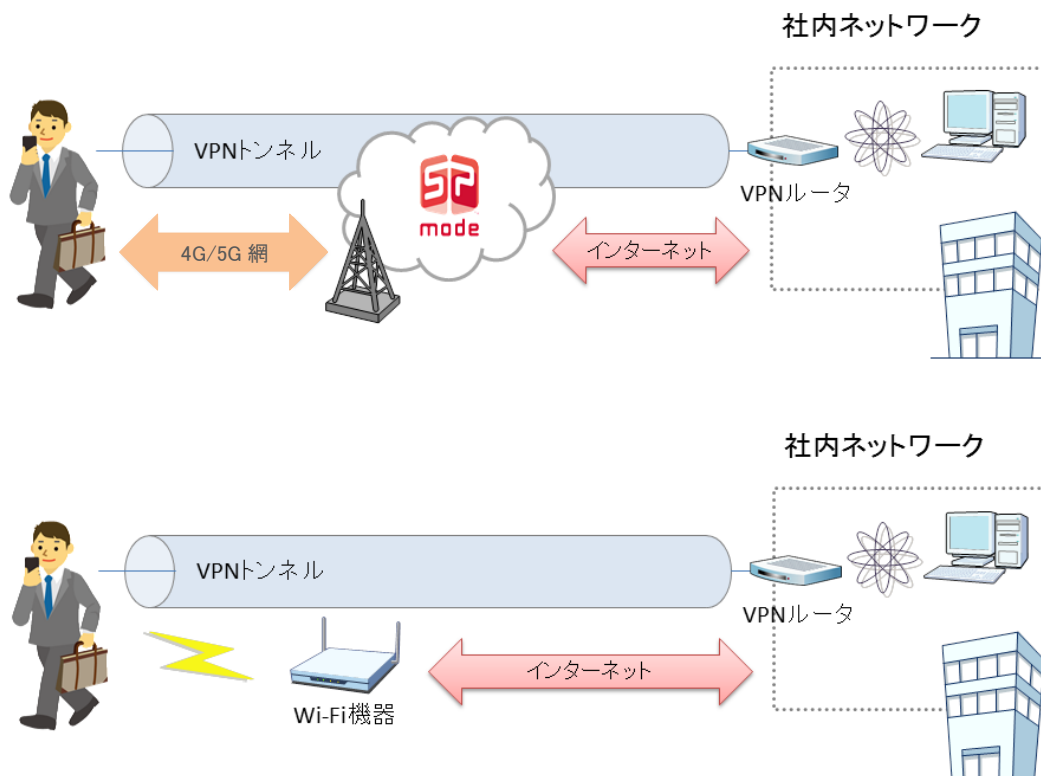 社内ネットワーク
VPNトンネル
SP
mode
VPNルータ
4G/5G 網
インターネット
社内ネットワーク
VPNトンネル
VPNルータ
インターネット
Wi-Fi機器